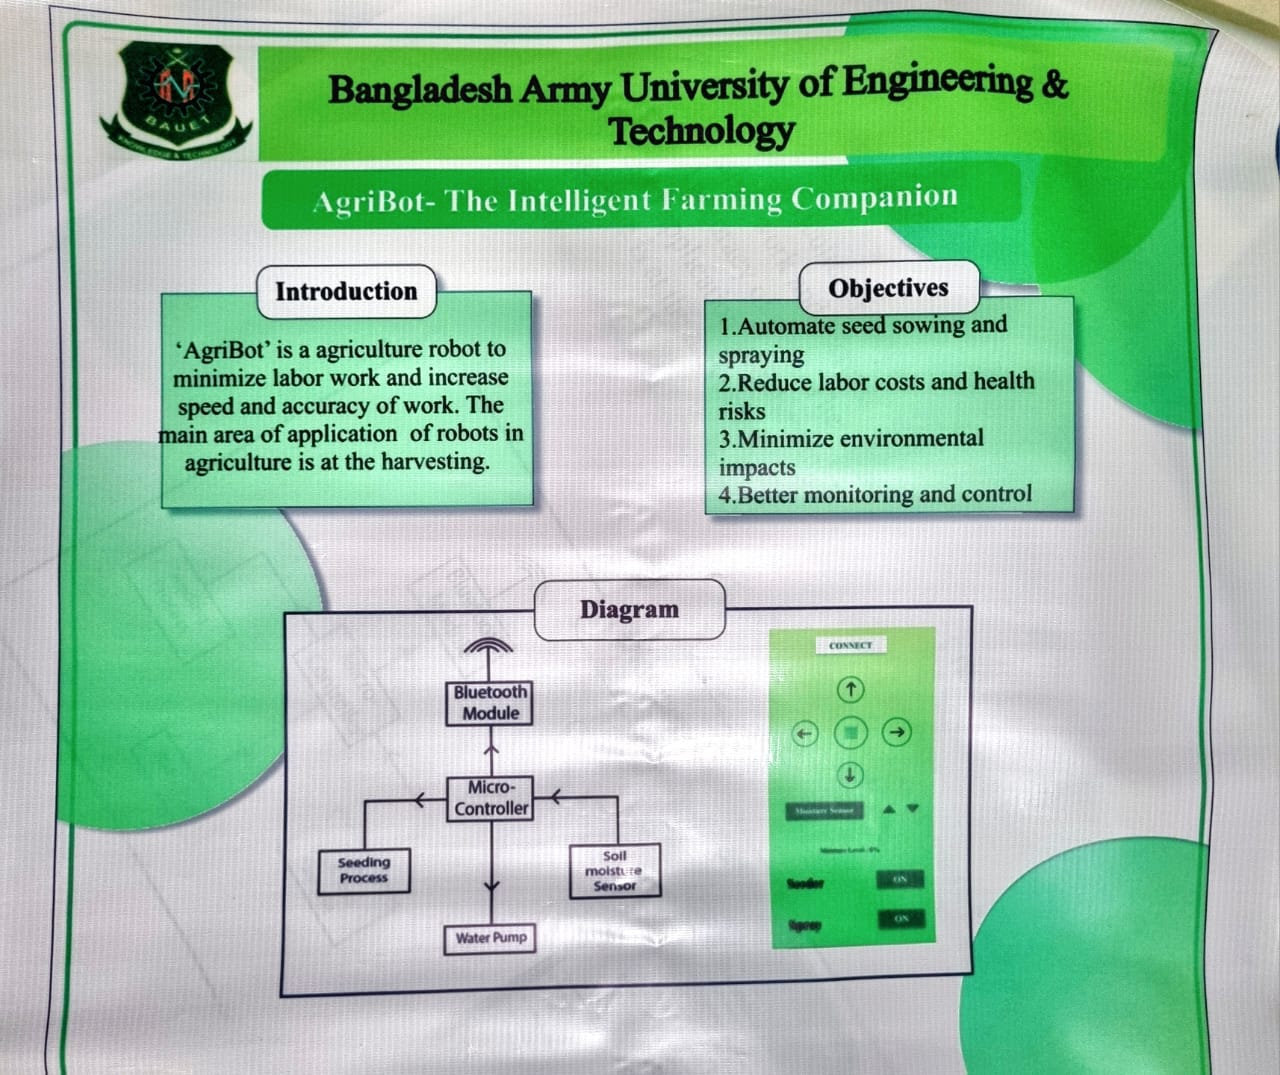 BAUET
KNOWLEDGE & TECHNOLOGY
Bangladesh Army University of Engineering &
Technology
AgriBot- The Intelligent Farming Companion
Introduction
‘AgriBot’ is a agriculture robot to
minimize labor work and increase
speed and accuracy of work. The
main area of application of robots in
agriculture is at the harvesting.
Objectives
1.Automate seed sowing and
spraying
2.Reduce labor costs and health
risks
3.Minimize environmental
impacts
4.Better monitoring and control
Diagram
Bluetooth
Module
Micro-
Controller
Seeding
Process
Soil
moisture
Sensor
Water Pump
CONNECT
Moisture Sensor
Seeder
ON
Spray
ON